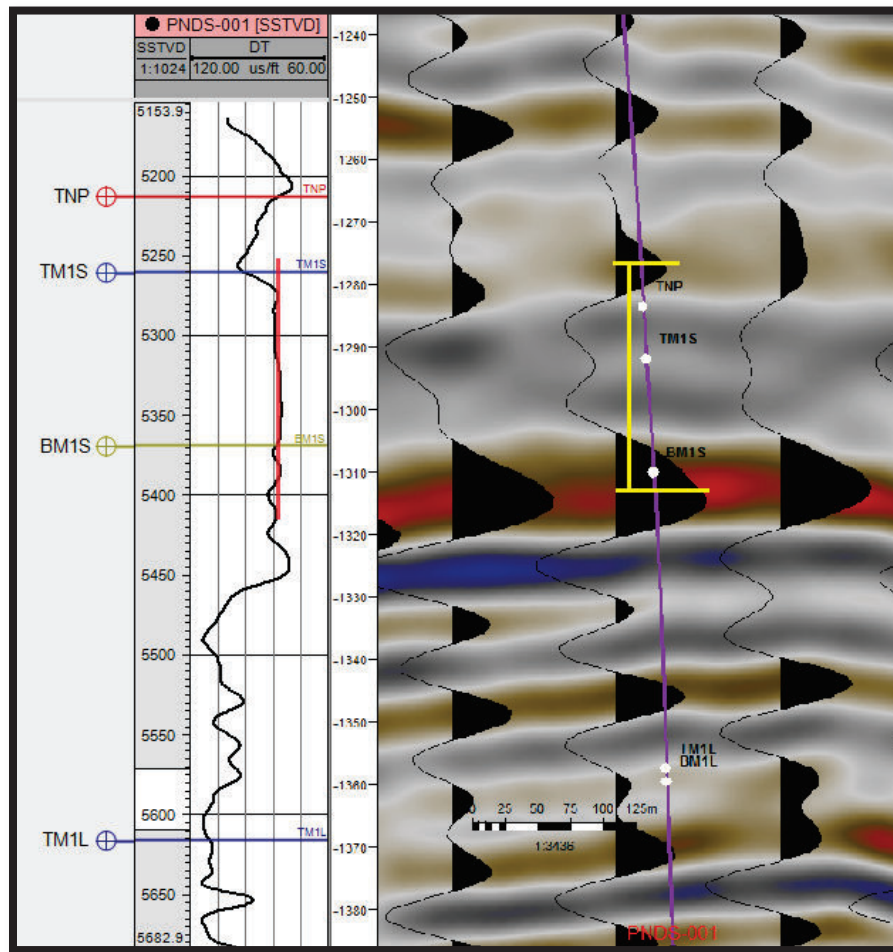 PNDS-001 [SSTVD]
SSTVD DT
1:1024 120.00 us/ft 60.00
5153.9
5200
TNP TNP
TM1S 5250 TM1S
5300
5350
BM1S BM1S
5400
5450
5500
5550
5600
TM1L TM1L
5650
5682.9
-1240
-1250
-1260
-1270
-1280
-1290
-1300
-1310
-1320
-1330
-1340
-1350
-1360
-1370
-1380
TNP
TM1S
BM1S
TM1L
BM1L
0 25 50 75 100 125m
1:3436
PNDS-001